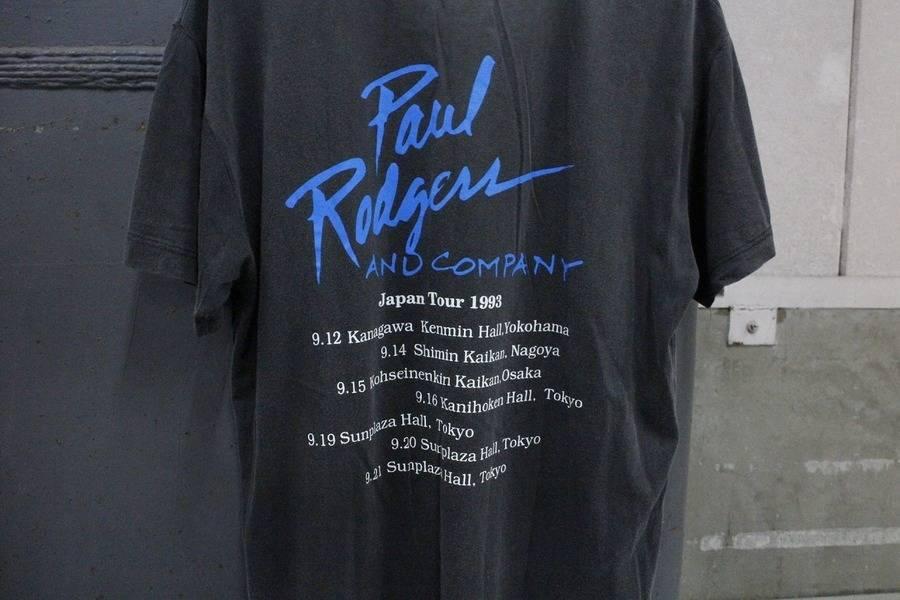 Paul
Rodgers
AND COMPANY
Japan Tour 1993
9.12 Kanagawa Kenmin Hall,Yokohama
9.14 Shimin Kaikan, Nagoya
9.15 Kohseinenkin Kaikan,Osaka
9.16 Kanihoken Hall, Tokyo
9.19 Sunplaza Hall, Tokyo
9.20 Sunplaza Hall, Tokyo
9.21 Sunplaza Hall, Tokyo